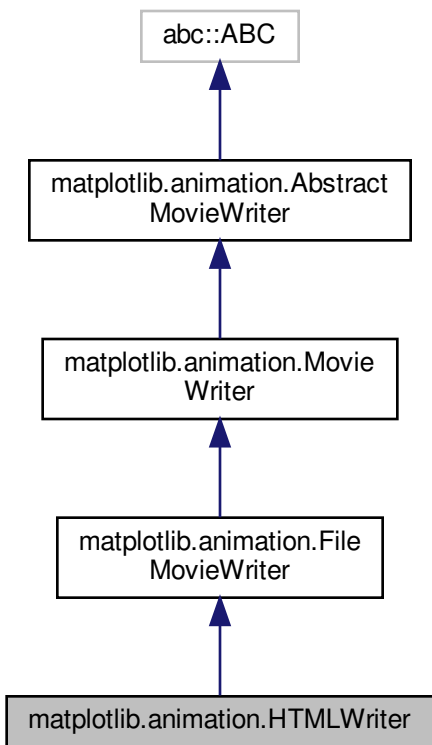 abc::ABC
matplotlib.animation.Abstract
MovieWriter
matplotlib.animation.Movie
Writer
matplotlib.animation.File
MovieWriter
matplotlib.animation.HTMLWriter